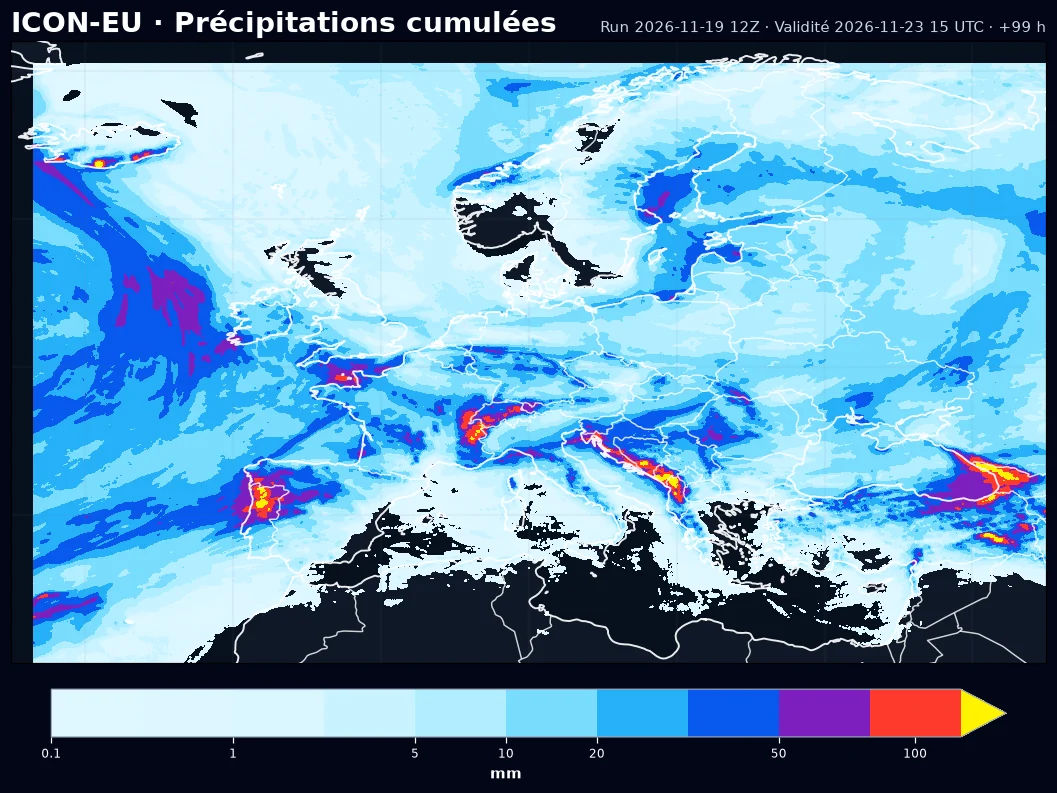 ICON-EU · Précipitations cumulées
Run 2026-11-19 12Z · Validité 2026-11-23 15 UTC · +99 h
0.1 1 5 10 20 50 100
mm